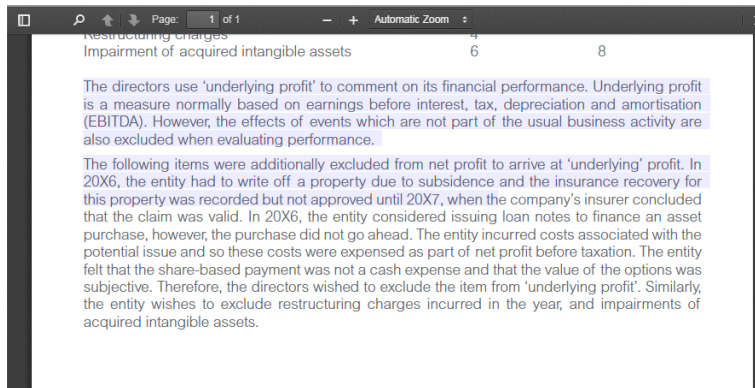 Page: 1 of 1 − + Automatic Zoom
Restructuring charges 4
Impairment of acquired intangible assets 6 8
The directors use ‘underlying profit’ to comment on its financial performance. Underlying profit
is a measure normally based on earnings before interest, tax, depreciation and amortisation
(EBITDA). However, the effects of events which are not part of the usual business activity are
also excluded when evaluating performance.
The following items were additionally excluded from net profit to arrive at ‘underlying’ profit. In
20X6, the entity had to write off a property due to subsidence and the insurance recovery for
this property was recorded but not approved until 20X7, when the company’s insurer concluded
that the claim was valid. In 20X6, the entity considered issuing loan notes to finance an asset
purchase, however, the purchase did not go ahead. The entity incurred costs associated with the
potential issue and so these costs were expensed as part of net profit before taxation. The entity
felt that the share-based payment was not a cash expense and that the value of the options was
subjective. Therefore, the directors wished to exclude the item from ‘underlying profit’. Similarly,
the entity wishes to exclude restructuring charges incurred in the year, and impairments of
acquired intangible assets.